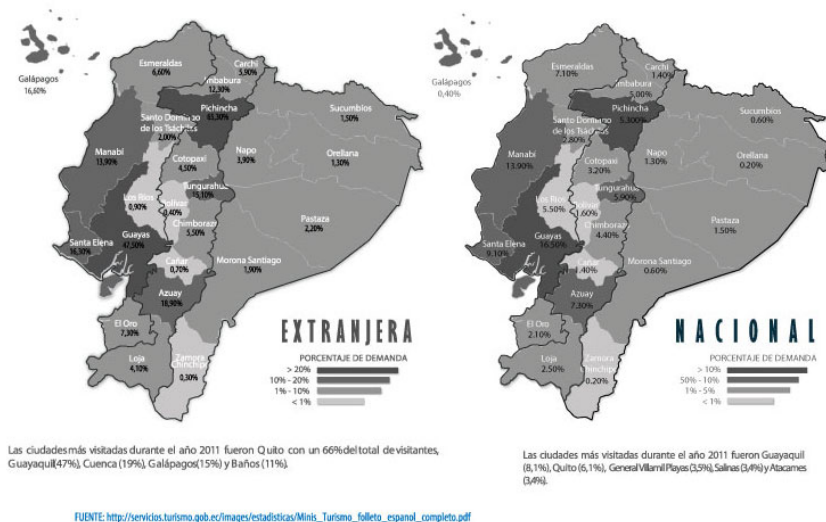 Galápagos
16,60%
Esmeraldas
6,60%
Carchi
5,90%
Imbabura
12,30%
Pichincha
63,30%
Sucumbíos
1,50%
Santo Domingo
de los Tsáchilas
2,00%
Orellana
1,30%
Manabí
13,90%
Cotopaxi
4,50%
Napo
3,90%
Tungurahua
15,10%
Los Ríos
0,90%
Bolívar
0,40%
Pastaza
2,20%
Chimborazo
5,50%
Santa Elena
16,30%
Guayas
47,50%
Cañar
0,70%
Morona Santiago
1,90%
Azuay
18,90%
El Oro
7,30%
Loja
4,10%
Zamora
Chinchipe
0,30%
EXTRANJERA
PORCENTAJE DE DEMANDA
> 20%
10% - 20%
1% - 10%
< 1%
Las ciudades más visitadas durante el año 2011 fueron Quito con un 66% del total de visitantes,
Guayaquil(47%), Cuenca (19%), Galápagos(15%) y Baños (11%).
Galápagos
0,40%
Esmeraldas
7.10%
Carchi
1.40%
Imbabura
5.00%
Pichincha
5.300%
Sucumbíos
0.60%
Santo Domingo
de los Tsáchilas
2.80%
Orellana
0.20%
Manabí
13.90%
Cotopaxi
3.20%
Napo
1.30%
Tungurahua
5.90%
Los Ríos
5.50%
Bolívar
1.60%
Pastaza
1.50%
Chimborazo
4.40%
Santa Elena
9.10%
Guayas
16.50%
Cañar
1.40%
Morona Santiago
0.60%
Azuay
7.30%
El Oro
2.10%
Loja
2.50%
Zamora
Chinchipe
0.20%
NACIONAL
PORCENTAJE DE DEMANDA
> 10%
50% - 10%
1% - 5%
< 1%
Las ciudades más visitadas durante el año 2011 fueron Guayaquil
(8,1%), Quito (6,1%), General Villamil Playas (3,5%), Salinas (3,4%) y Atacames
(3,4%).
FUENTE: http://servicios.turismo.gob.ec/images/estadisticas/Minis_Turismo_folleto_espanol_completo.pdf